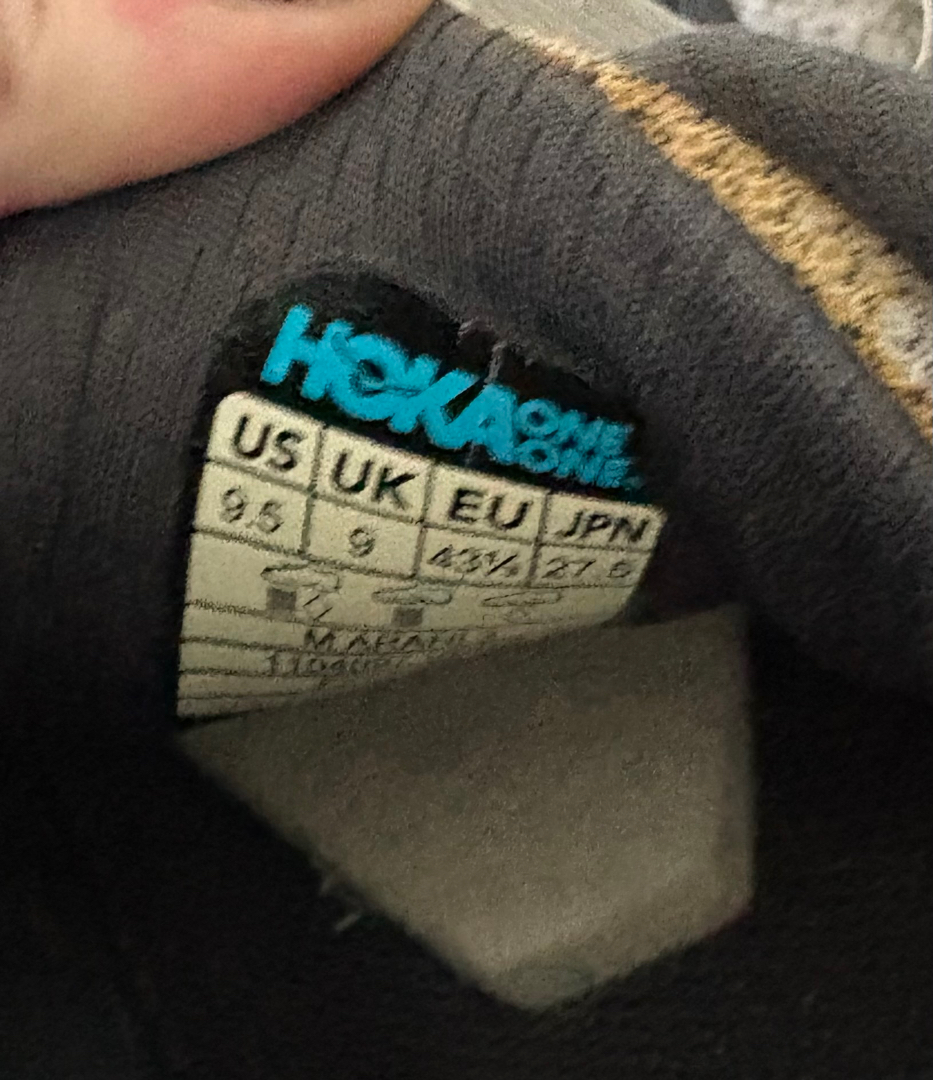 HOKA ONE ONE
US UK EU JPN
9.5 9 43⅓ 27.5